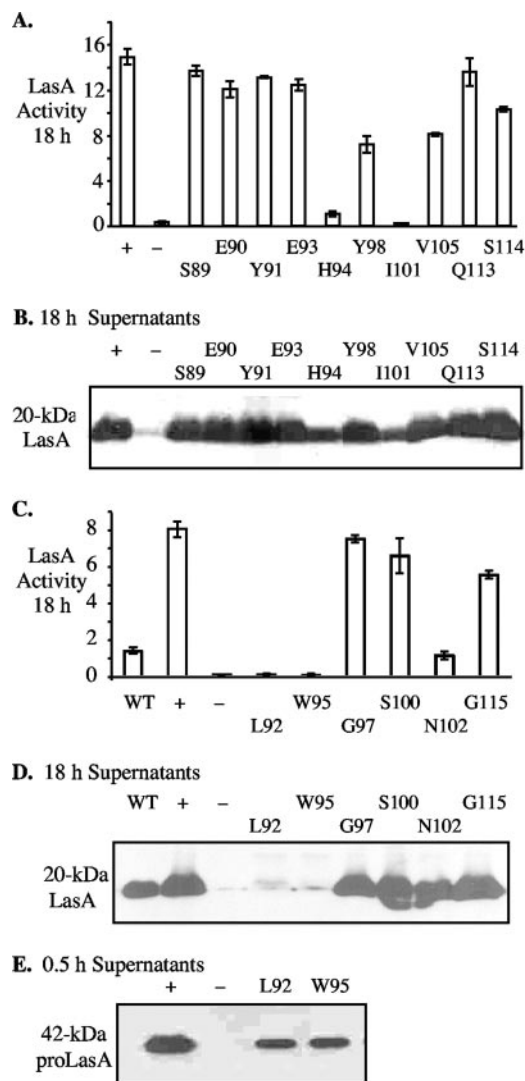 A.
16
12
8
4
0
LasA
Activity
18 h
E90 E93 Y98 V105 S114
+ − S89 Y91 H94 I101 Q113
B. 18 h Supernatants
E90 E93 Y98 V105 S114
+ −
S89 Y91 H94 I101 Q113
20-kDa
LasA
C.
8
6
4
2
0
LasA
Activity
18 h
WT + − W95 S100 G115
L92 G97 N102
D. 18 h Supernatants
WT + − W95 S100 G115
L92 G97 N102
20-kDa
LasA
E. 0.5 h Supernatants
+ − L92 W95
42-kDa
proLasA